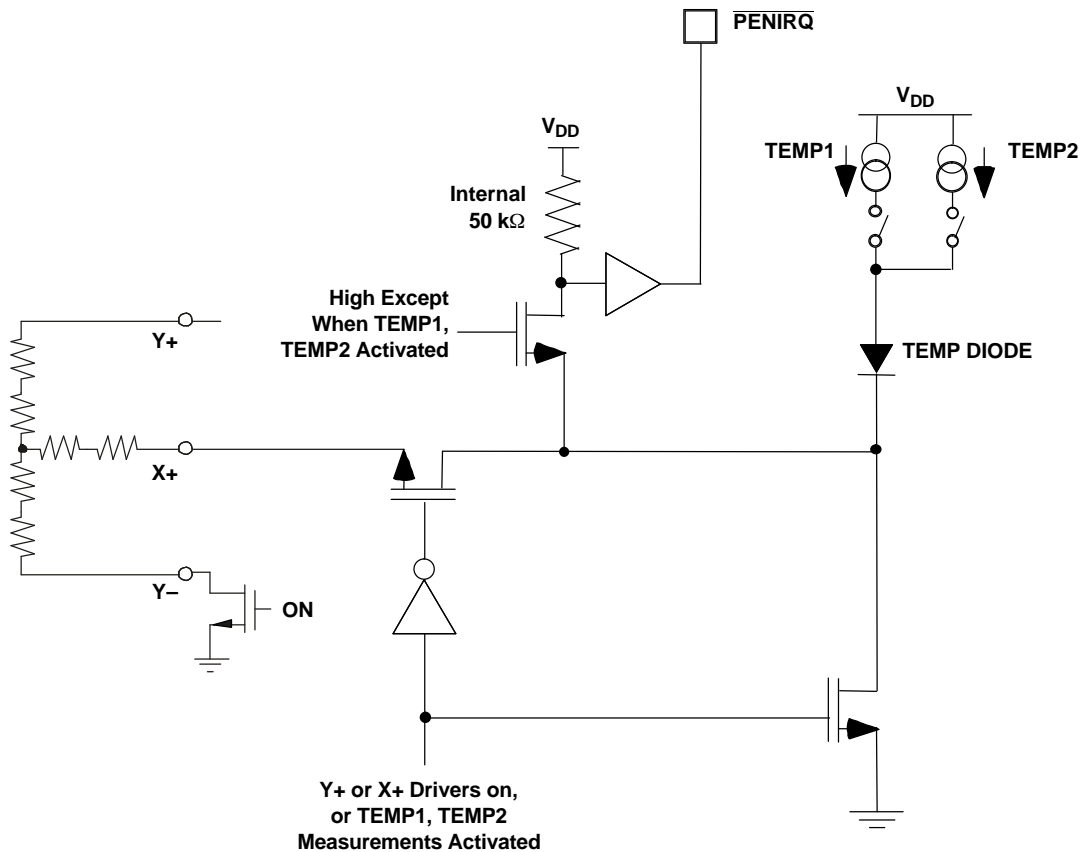 PENIRQ
VDD
VDD
TEMP1
TEMP2
Internal
50 kΩ
High Except
When TEMP1,
TEMP2 Activated
Y+
TEMP DIODE
X+
Y–
ON
Y+ or X+ Drivers on,
or TEMP1, TEMP2
Measurements Activated